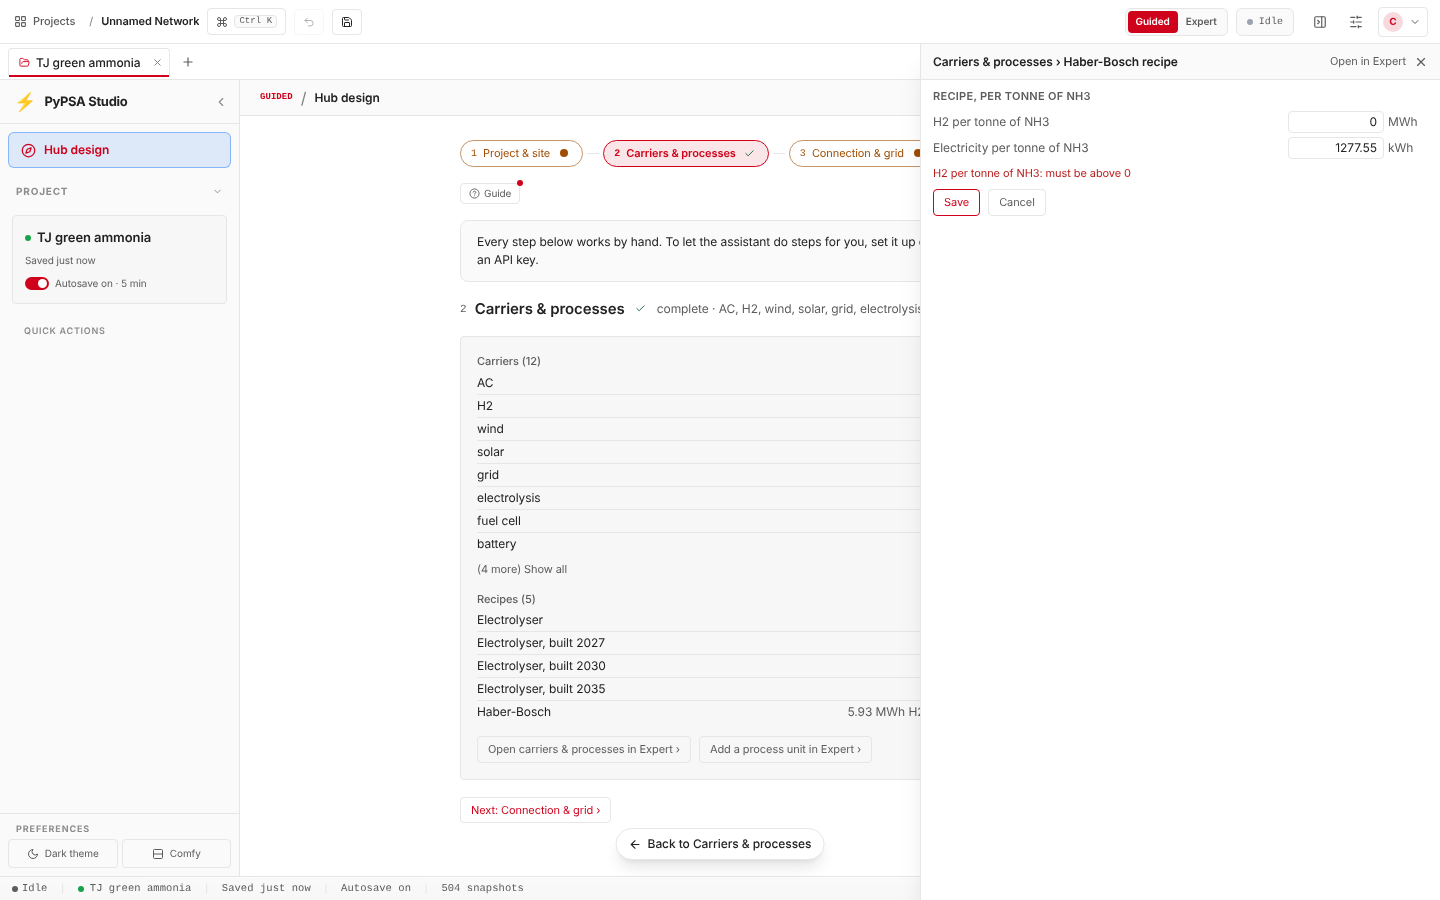 Projects / Unnamed Network ⌘ Ctrl K Guided Expert Idle C
TJ green ammonia
PyPSA Studio
Hub design
PROJECT
TJ green ammonia
Saved just now
Autosave on · 5 min
QUICK ACTIONS
PREFERENCES
Dark theme Comfy
GUIDED / Hub design
1 Project & site 2 Carriers & processes 3 Connection & grid
Guide
Every step below works by hand. To let the assistant do steps for you, set it up
an API key.
2 Carriers & processes complete · AC, H2, wind, solar, grid, electrolysis
Carriers (12)
AC
H2
wind
solar
grid
electrolysis
fuel cell
battery
(4 more) Show all
Recipes (5)
Electrolyser
Electrolyser, built 2027
Electrolyser, built 2030
Electrolyser, built 2035
Haber-Bosch 5.93 MWh H2
Open carriers & processes in Expert › Add a process unit in Expert ›
Next: Connection & grid ›
← Back to Carriers & processes
Carriers & processes › Haber-Bosch recipe Open in Expert
RECIPE, PER TONNE OF NH3
H2 per tonne of NH3 0 MWh
Electricity per tonne of NH3 1277.55 kWh
H2 per tonne of NH3: must be above 0
Save Cancel
Idle TJ green ammonia Saved just now Autosave on 504 snapshots